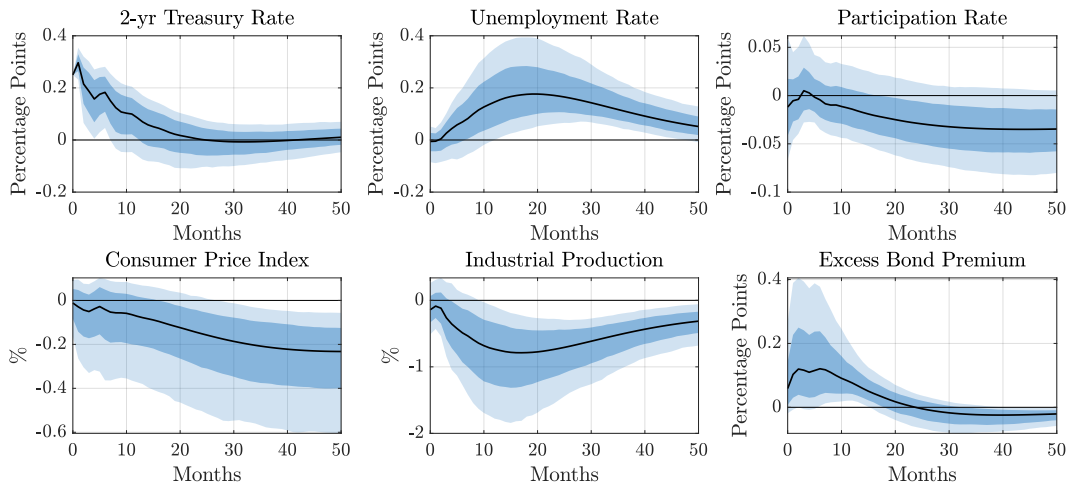 2-yr Treasury Rate
Percentage Points
0.4
0.2
0
-0.2
0 10 20 30 40 50
Months
Unemployment Rate
Percentage Points
0.4
0.2
0
-0.2
0 10 20 30 40 50
Months
Participation Rate
Percentage Points
0.05
0
-0.05
-0.1
0 10 20 30 40 50
Months
Consumer Price Index
%
0
-0.2
-0.4
-0.6
0 10 20 30 40 50
Months
Industrial Production
%
0
-1
-2
0 10 20 30 40 50
Months
Excess Bond Premium
Percentage Points
0.4
0.2
0
0 10 20 30 40 50
Months